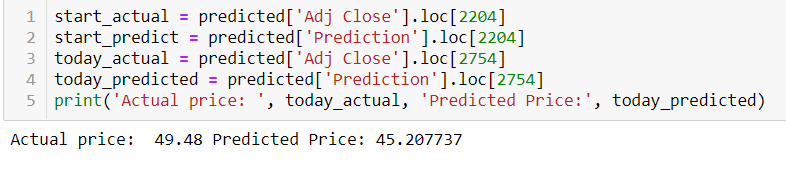 1 start_actual = predicted['Adj Close'].loc[2204]
2 start_predict = predicted['Prediction'].loc[2204]
3 today_actual = predicted['Adj Close'].loc[2754]
4 today_predicted = predicted['Prediction'].loc[2754]
5 print('Actual price: ', today_actual, 'Predicted Price:', today_predicted)
Actual price:  49.48 Predicted Price: 45.207737